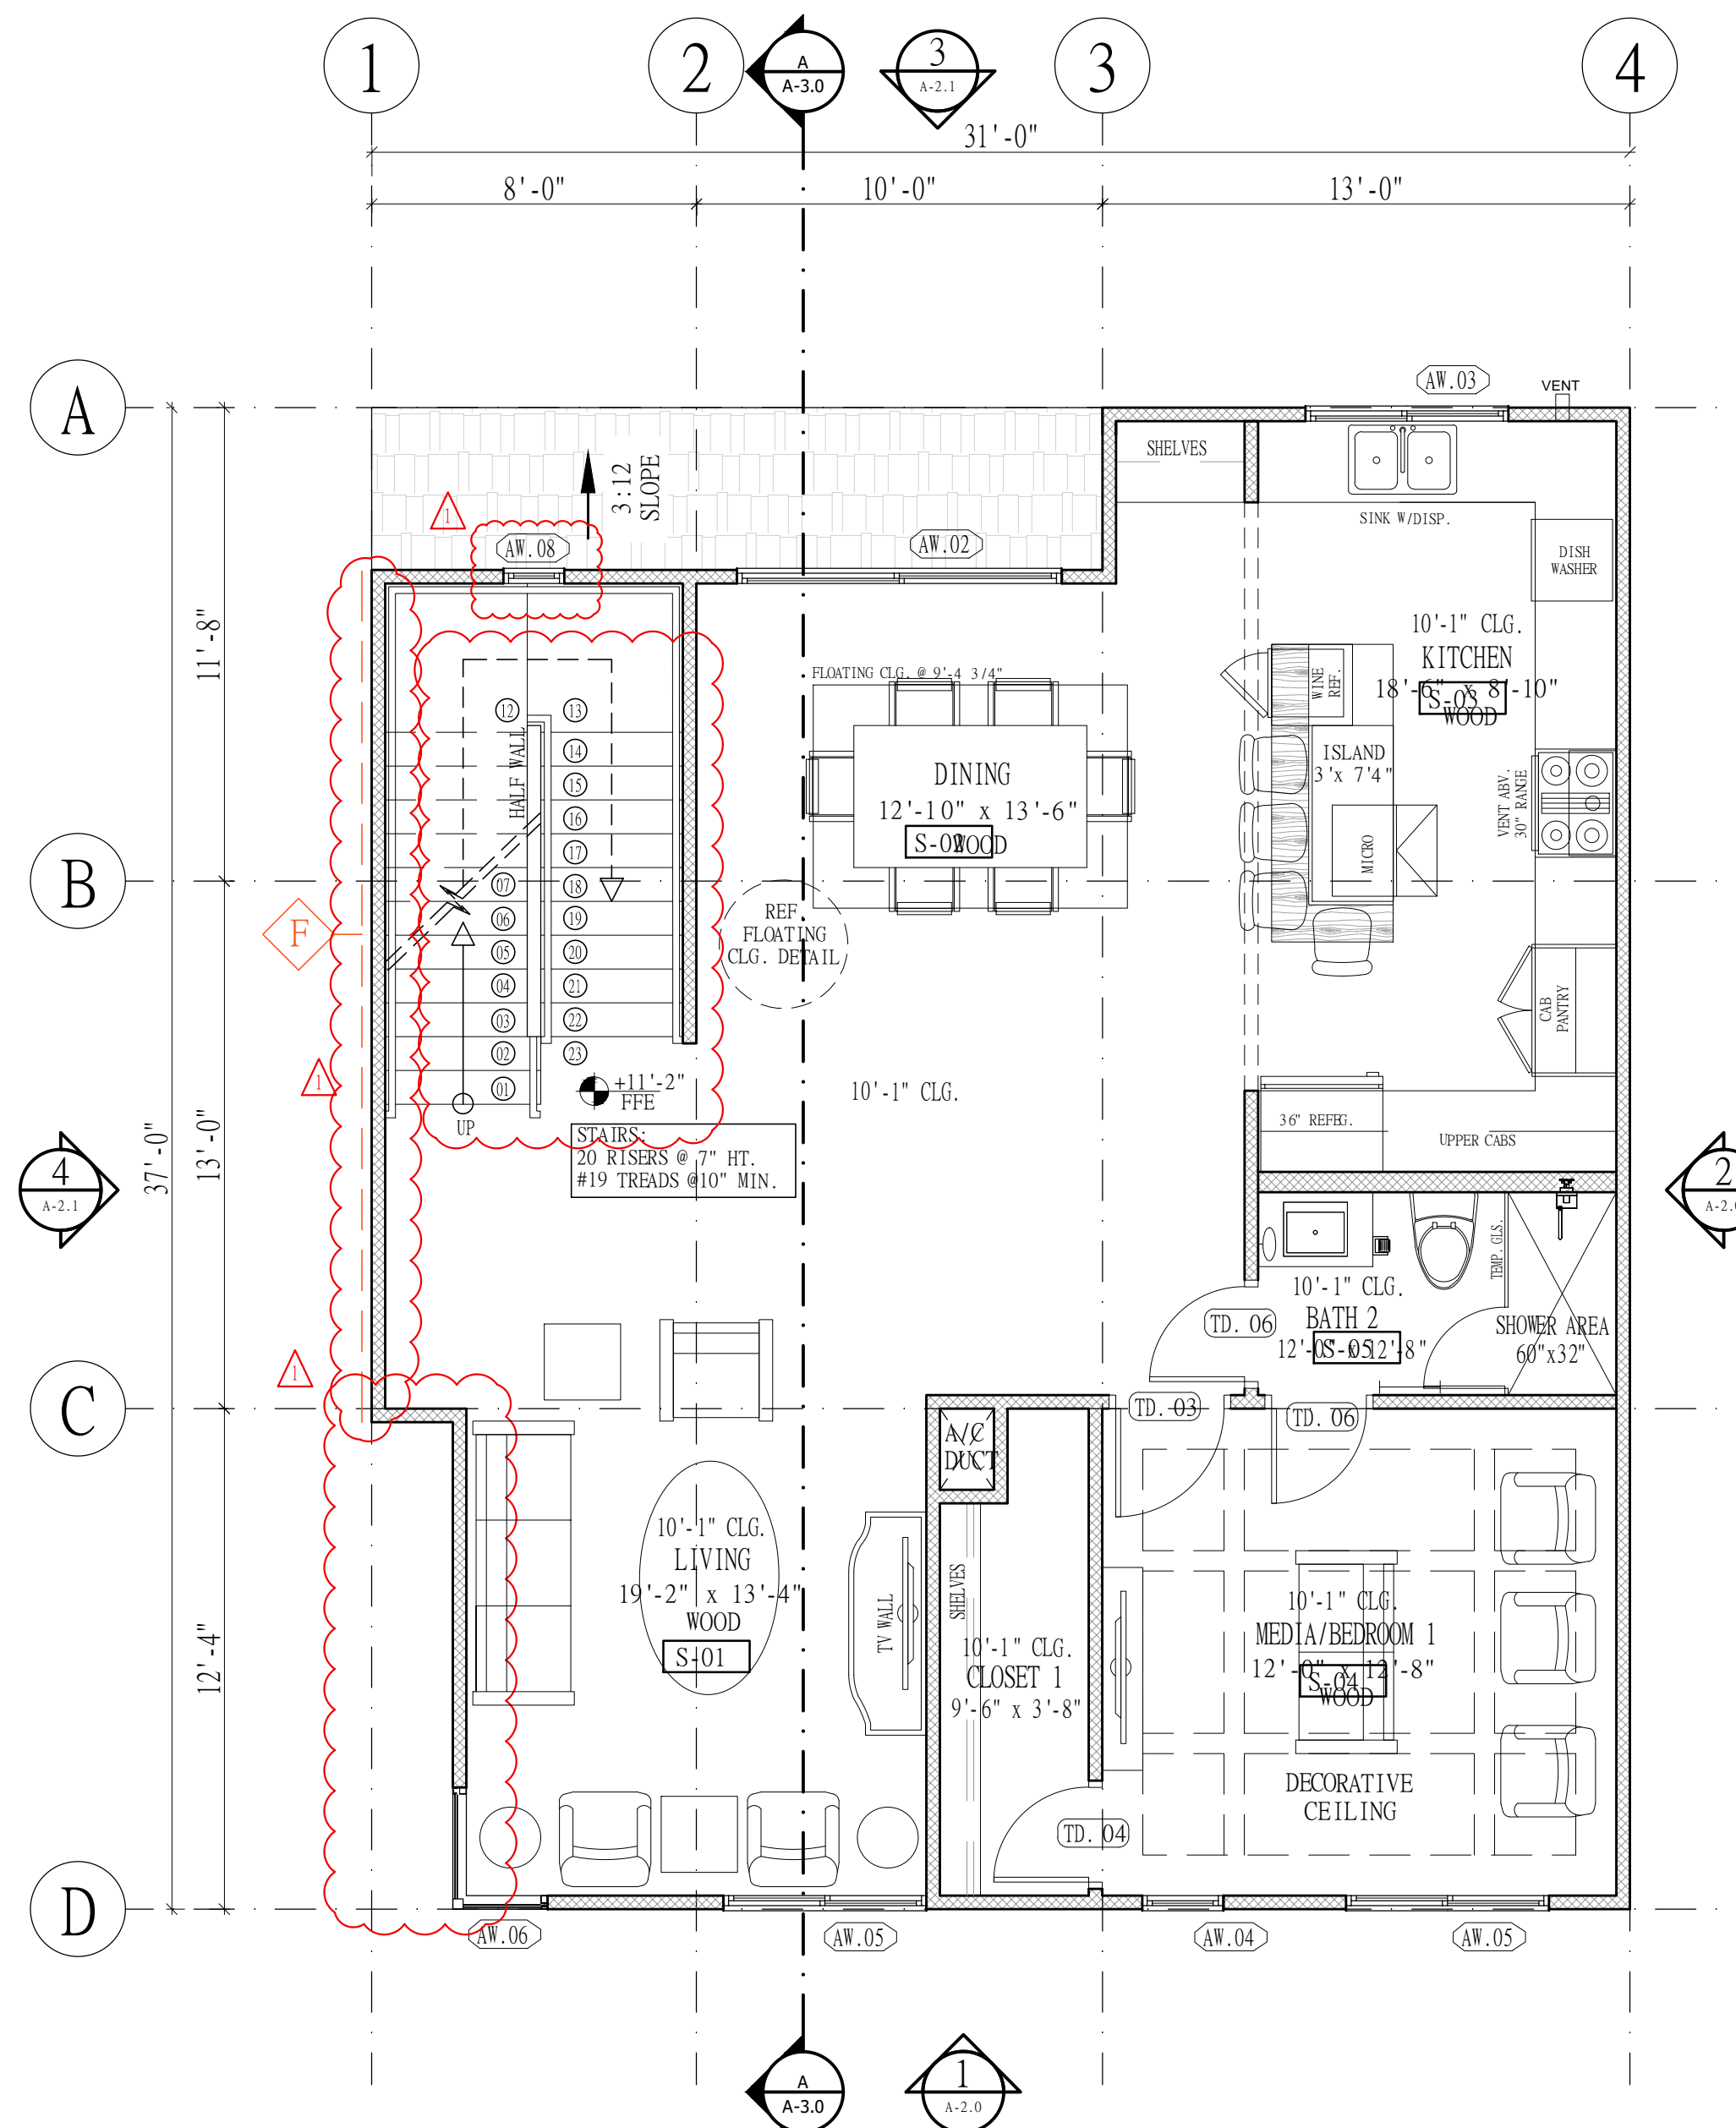 1
2
A
A-3.0
3
A-2.1
3
4
31'-0"
8'-0"
10'-0"
13'-0"
A
AW.03
VENT
3:12
SLOPE
SHELVES
1
AW.08
AW.02
SINK W/DISP.
DISH
WASHER
11'-8"
10'-1" CLG.
KITCHEN
18'-6" x 8'-10"
S-03
WOOD
FLOATING CLG. @ 9'-4 3/4"
WINE
REF.
12
13
HALF WALL
14
15
16
17
18
19
20
21
22
23
07
06
05
04
03
02
01
UP
DINING
12'-10" x 13'-6"
S-02
WOOD
ISLAND
3'x 7'4"
MICRO
VENT ABV.
30" RANGE
B
F
REF
FLOATING
CLG. DETAIL
CAB
PANTRY
1
+11'-2"
FFE
10'-1" CLG.
STAIRS:
20 RISERS @ 7" HT.
#19 TREADS @10" MIN.
36" REFRG.
UPPER CABS
4
A-2.1
37'-0"
13'-0"
2
TEMP. GLS.
10'-1" CLG.
BATH 2
12'-0" x 12'-8"
S-05
SHOWER AREA
60"x32"
TD. 06
1
C
TD. 03
TD. 06
A/C
DUCT
10'-1" CLG.
LIVING
19'-2" x 13'-4"
WOOD
S-01
TV WALL
SHELVES
10'-1" CLG.
CLOSET 1
9'-6" x 3'-8"
10'-1" CLG.
MEDIA/BEDROOM 1
12'-0" x 12'-8"
S-04
WOOD
12'-4"
DECORATIVE
CEILING
TD. 04
D
AW.06
AW.05
AW.04
AW.05
A
A-3.0
1
A-2.0